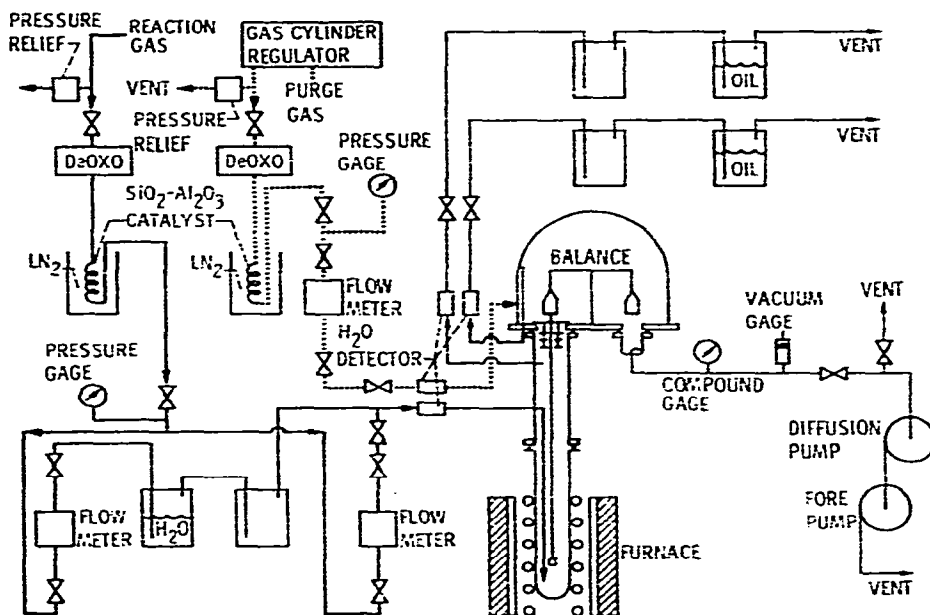 PRESSURE
RELIEF
REACTION
GAS
GAS CYLINDER
REGULATOR
VENT
PURGE
GAS
PRESSURE
RELIEF
PRESSURE
GAGE
DeOXO
DeOXO
SiO₂-Al₂O₃
CATALYST
LN₂
LN₂
FLOW
METER
H₂O
DETECTOR
PRESSURE
GAGE
FLOW
METER
H₂O
FLOW
METER
VENT
OIL
VENT
OIL
BALANCE
VACUUM
GAGE
VENT
COMPOUND
GAGE
DIFFUSION
PUMP
FORE
PUMP
VENT
FURNACE